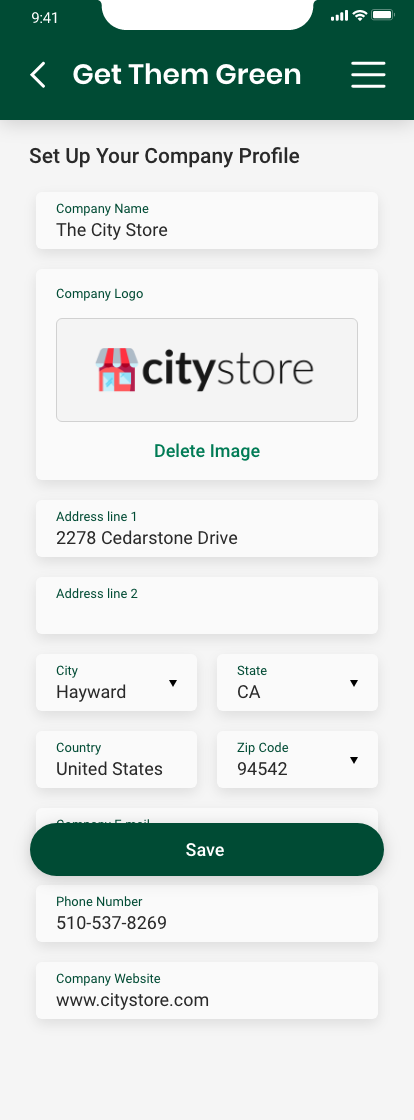 9:41
Get Them Green
Set Up Your Company Profile
Company Name
The City Store
Company Logo
citystore
Delete Image
Address line 1
2278 Cedarstone Drive
Address line 2
City
Hayward
State
CA
Country
United States
Zip Code
94542
Company E-mail
Save
Phone Number
510-537-8269
Company Website
www.citystore.com